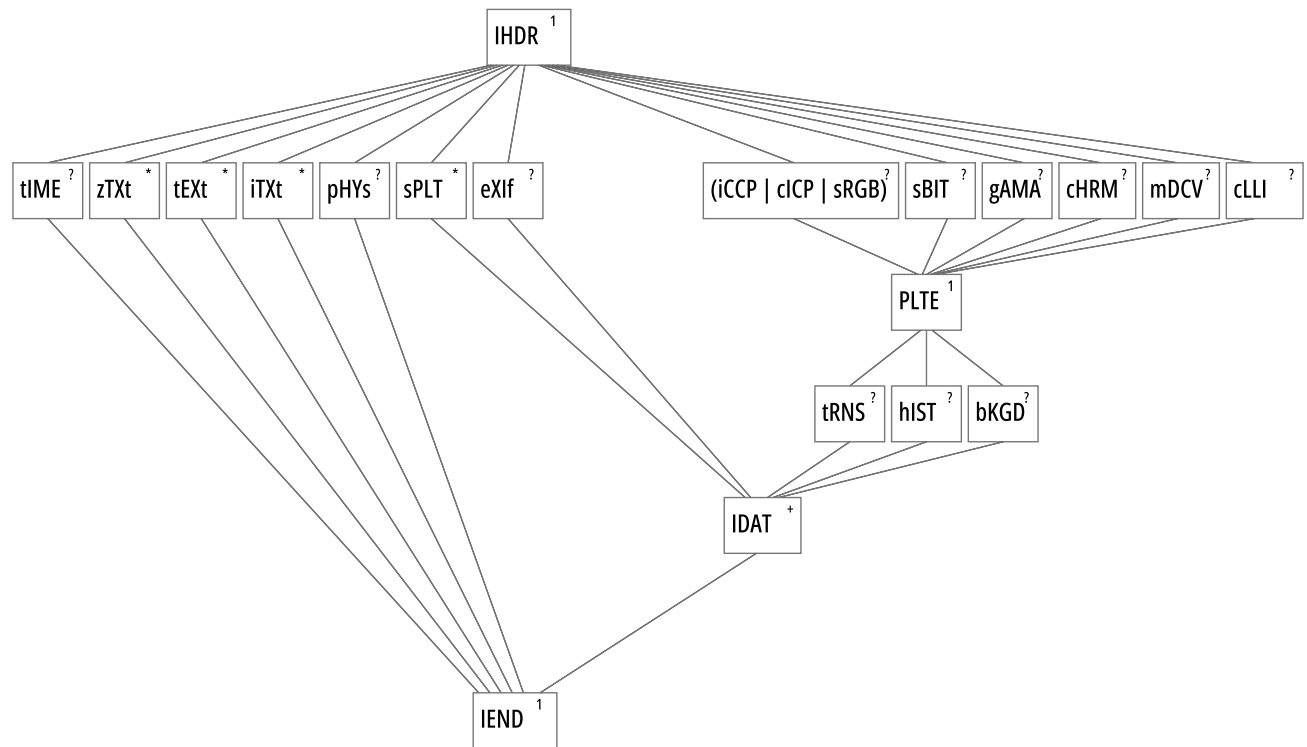 IHDR 1
tIME ? zTXt * tEXt * iTXt * pHYs ? sPLT * eXIf ? (iCCP | cICP | sRGB) ? sBIT ? gAMA ? cHRM ? mDCV ? cLLI ?
PLTE 1
tRNS ? hIST ? bKGD ?
IDAT +
IEND 1